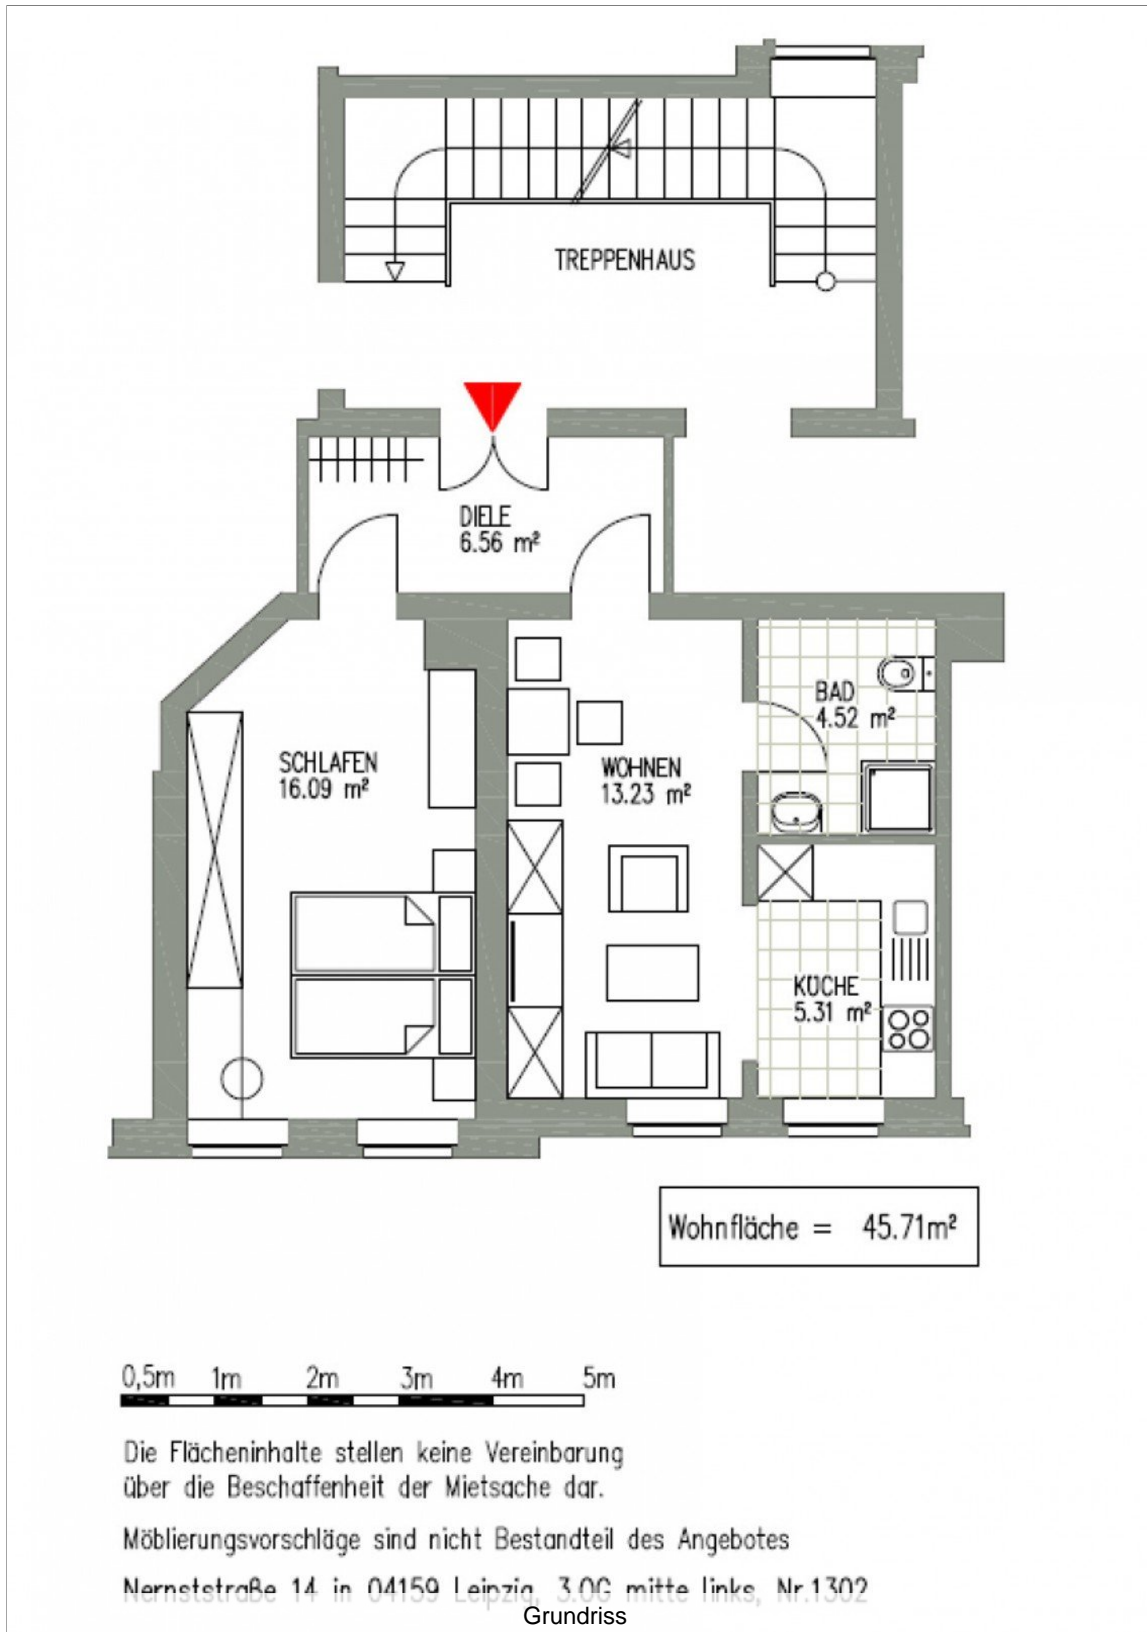 TREPPENHAUS
DIELE
6.56 m²
BAD
4.52 m²
SCHLAFEN
16.09 m²
WOHNEN
13.23 m²
KÜCHE
5.31 m²
Wohnfläche = 45.71m²
0,5m 1m 2m 3m 4m 5m
Die Flächeninhalte stellen keine Vereinbarung
über die Beschaffenheit der Mietsache dar.
Möblierungsvorschläge sind nicht Bestandteil des Angebotes
Nernststraße 14 in 04159 Leipzig, 3.OG mitte links, Nr.1302
Grundriss